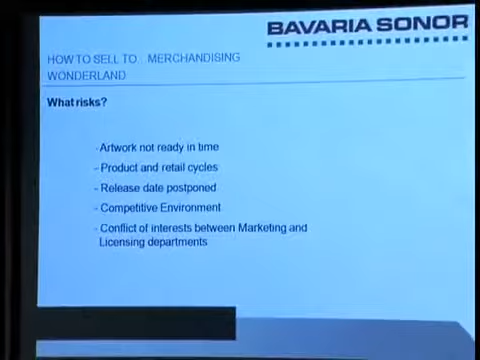 BAVARIA SONOR
HOW TO SELL TO... MERCHANDISING
WONDERLAND
What risks?
- Artwork not ready in time
- Product and retail cycles
- Release date postponed
- Competitive Environment
- Conflict of interests between Marketing and
Licensing departments